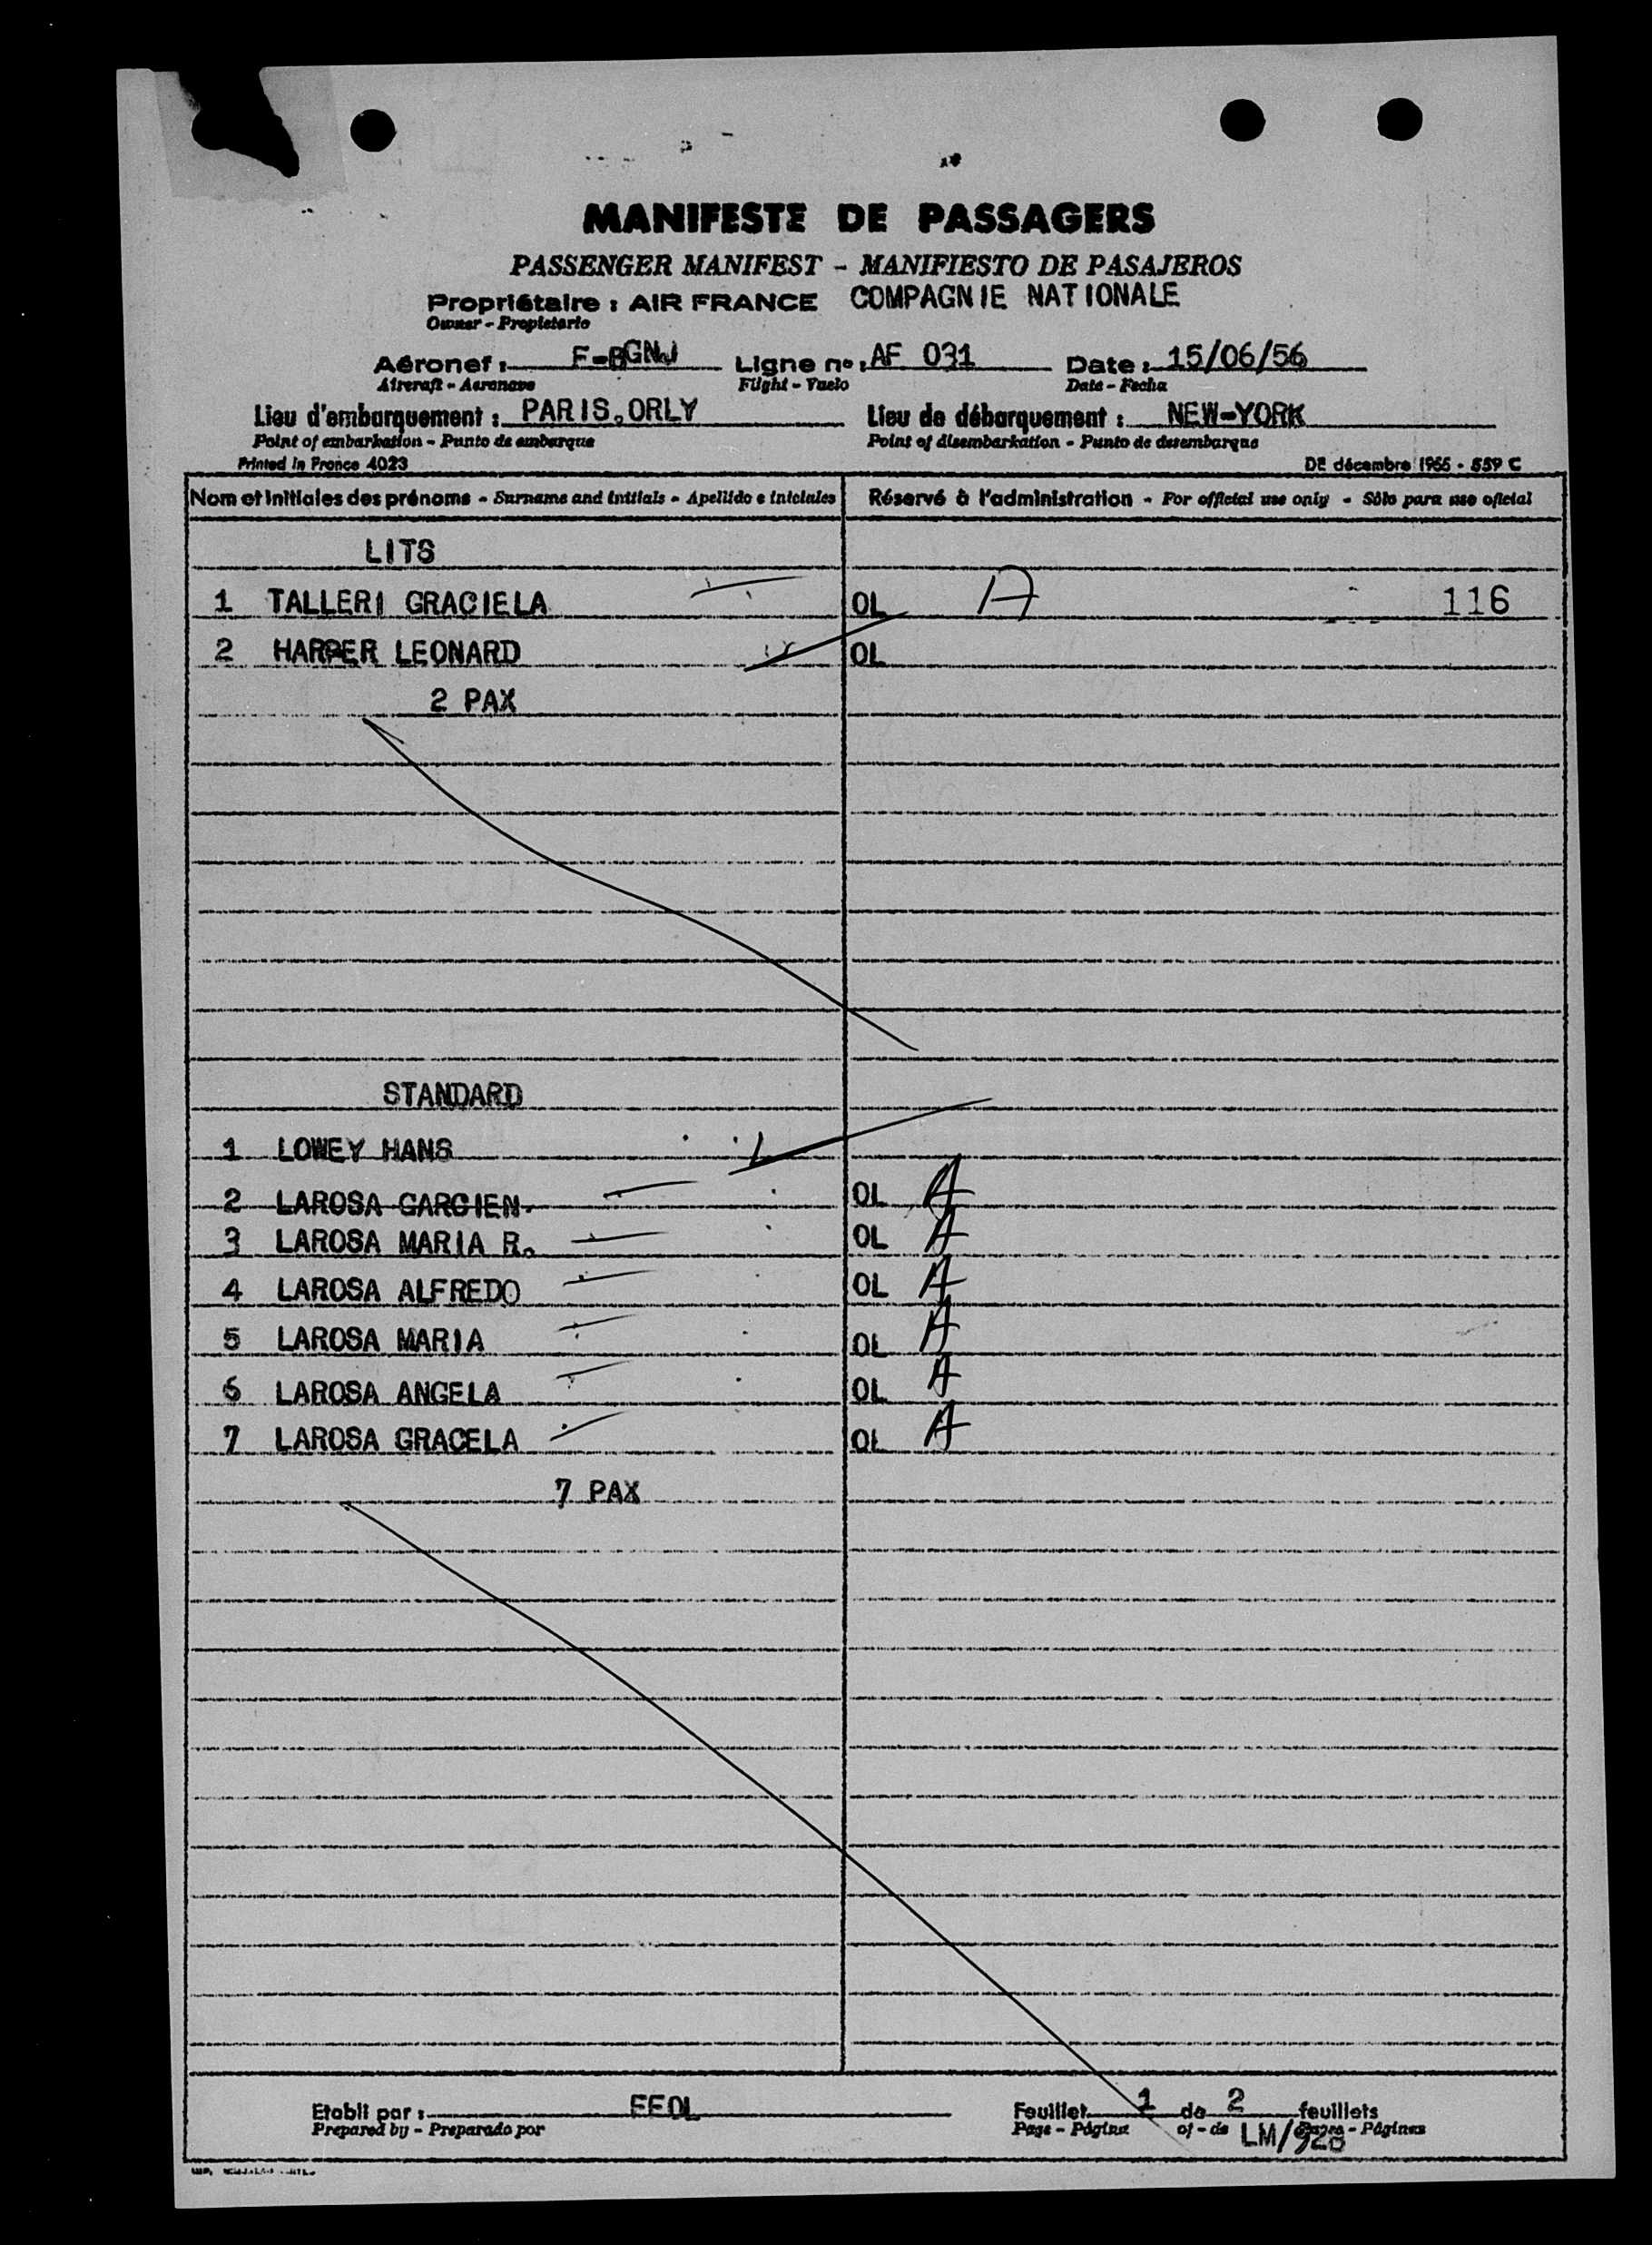 MANIFESTE DE PASSAGERS
PASSENGER MANIFEST - MANIFIESTO DE PASAJEROS
Propriétaire : AIR FRANCE COMPAGNIE NATIONALE
Owner - Propietario
Aéronef : F-BGNJ Ligne no : AF 031 Date : 15/06/56
Aircraft - Aeronave Flight - Vuelo Date - Fecha
Lieu d'embarquement : PARIS.ORLY Lieu de débarquement : NEW-YORK
Point of embarkation - Punto de embarque Point of disembarkation - Punto de desembarque
Printed in France 4023 DE décembre 1955 - 559 C
Nom et initiales des prénoms - Surname and initials - Apellido e iniciales Réservé à l'administration - For official use only - Sólo para uso oficial
LITS
1 TALLERI GRACIELA OL A 116
2 HARPER LEONARD OL
2 PAX
STANDARD
1 LOWEY HANS
2 LAROSA GARCIEN. OL A
3 LAROSA MARIA R. OL A
4 LAROSA ALFREDO OL A
5 LAROSA MARIA OL A
6 LAROSA ANGELA OL A
7 LAROSA GRACELA OL A
7 PAX
Etabli par : EEOL Feuillet 1 de 2 feuillets
Prepared by - Preparado por Page - Página of - de Pages - Páginas
LM/928